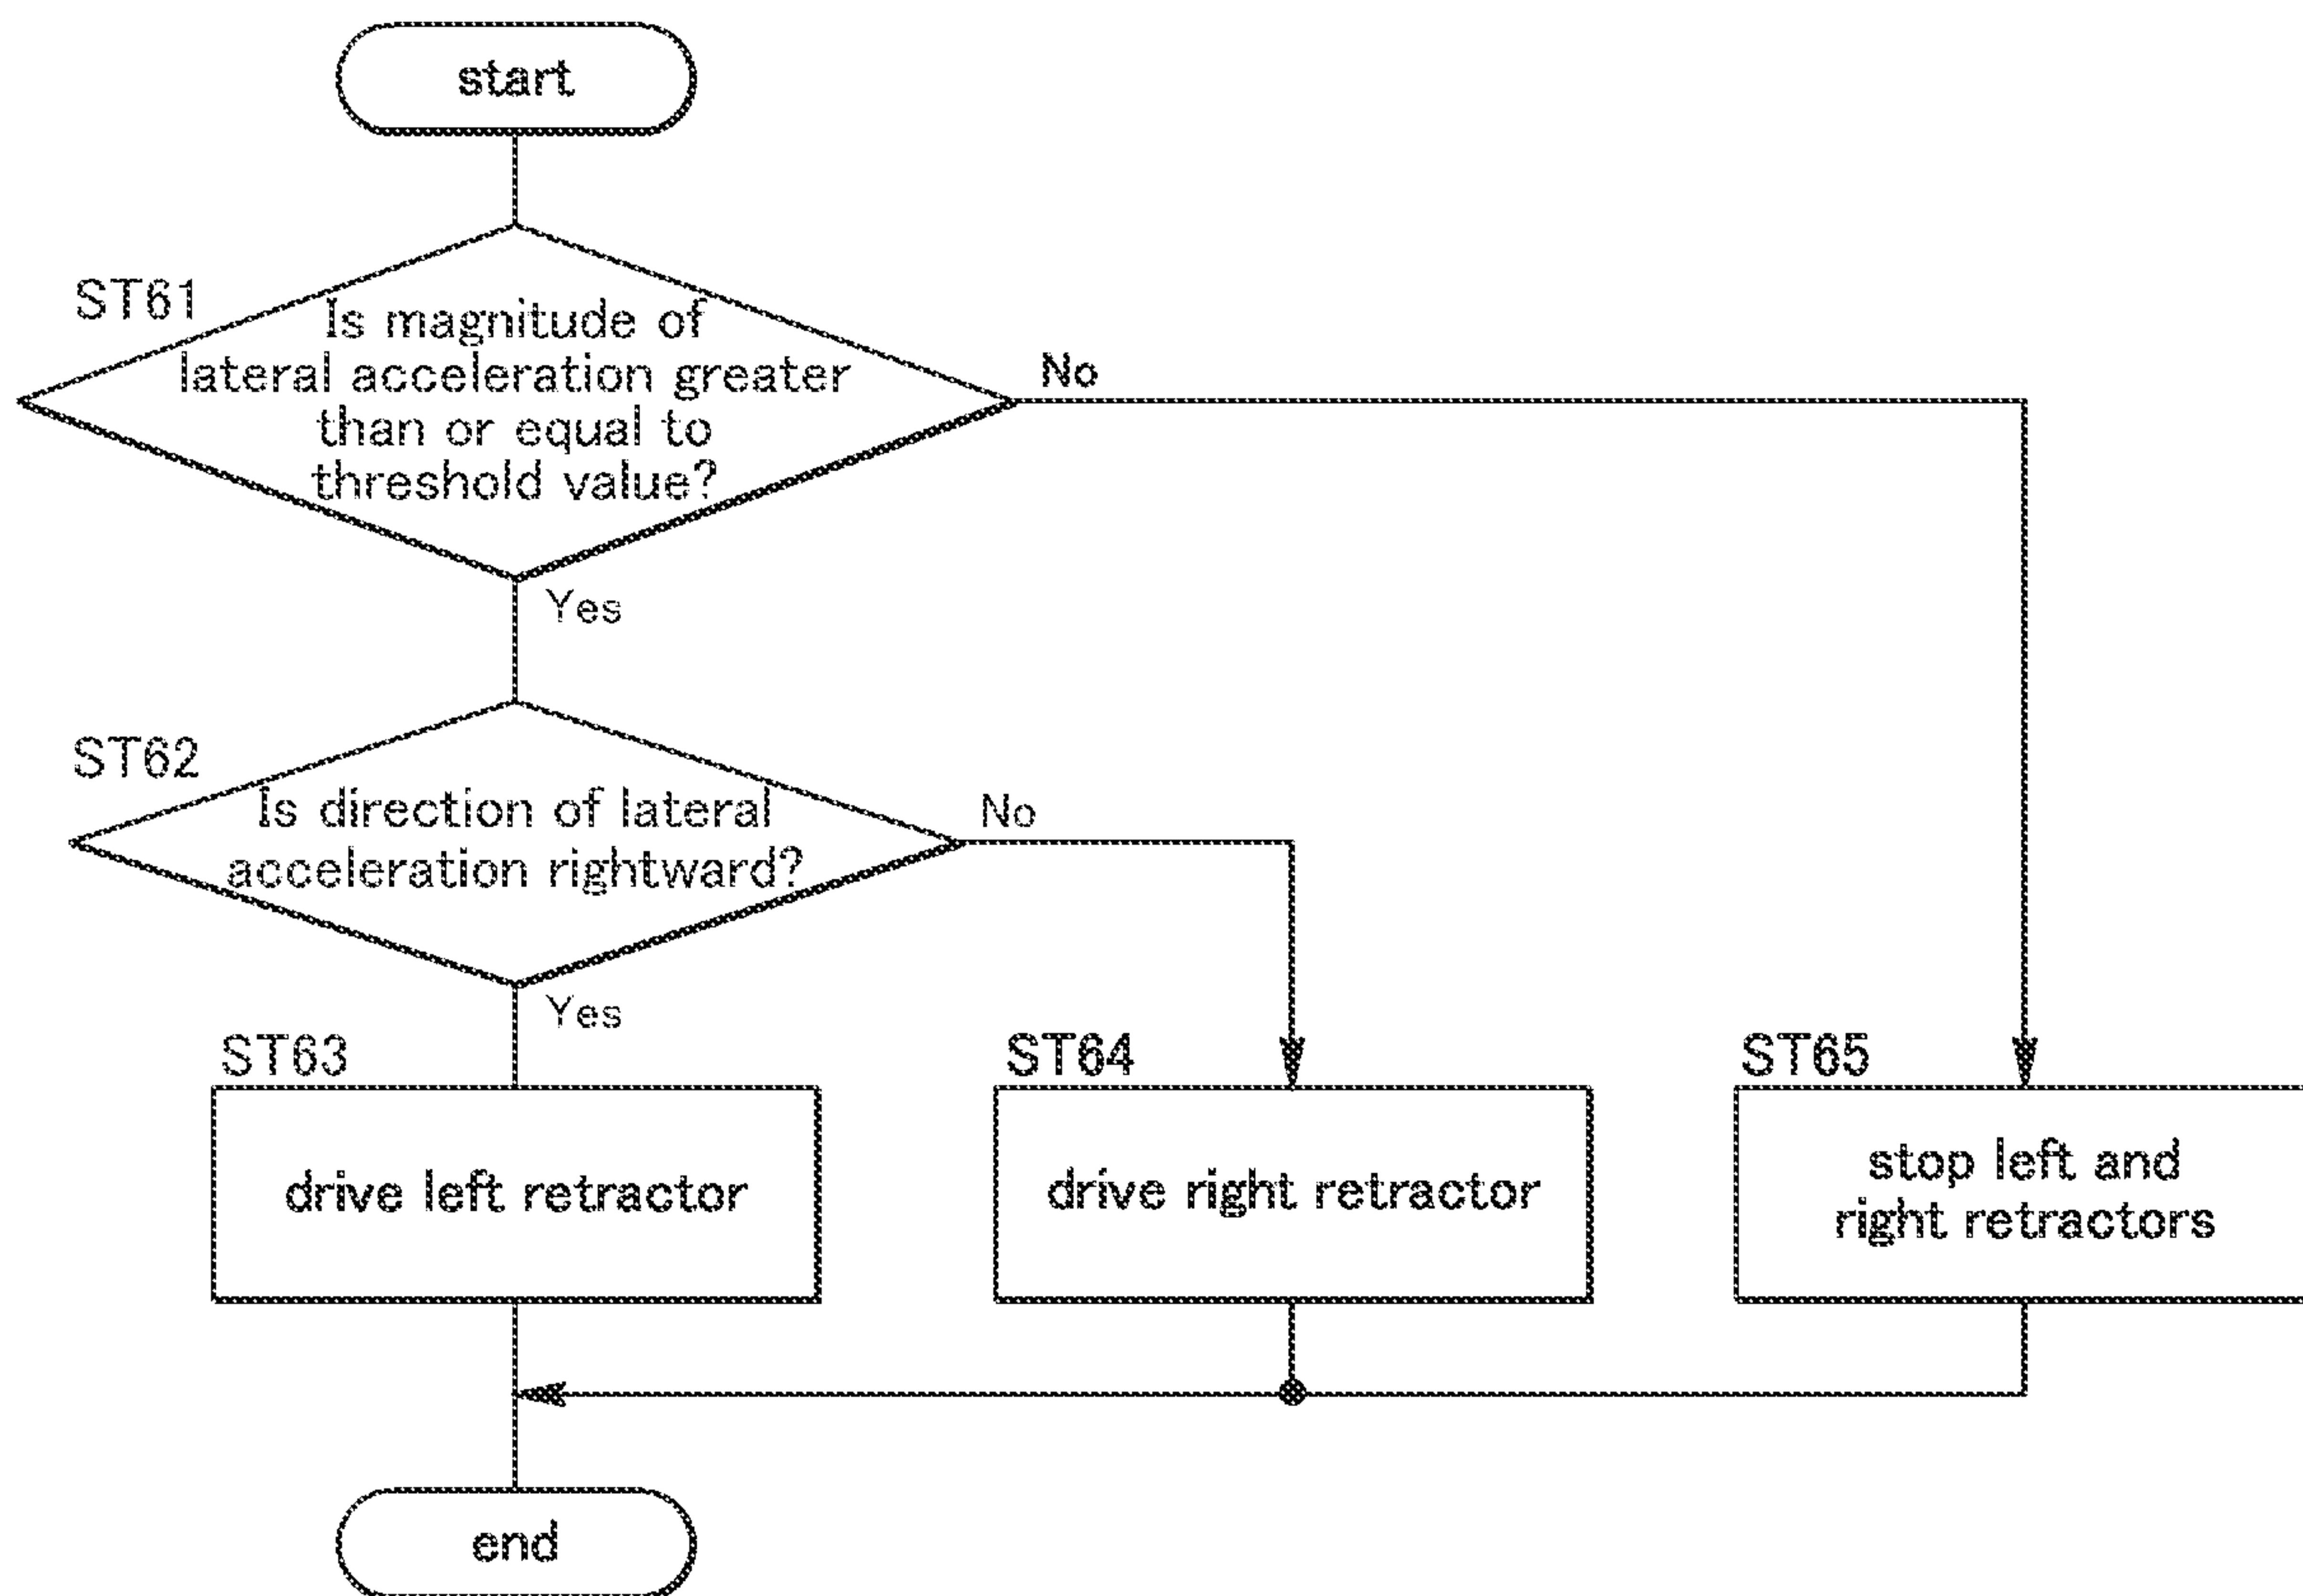 start
ST61
Is magnitude of
lateral acceleration greater
than or equal to
threshold value?
No
Yes
ST62
Is direction of lateral
acceleration rightward?
No
Yes
ST63
drive left retractor
ST64
drive right retractor
ST65
stop left and
right retractors
end